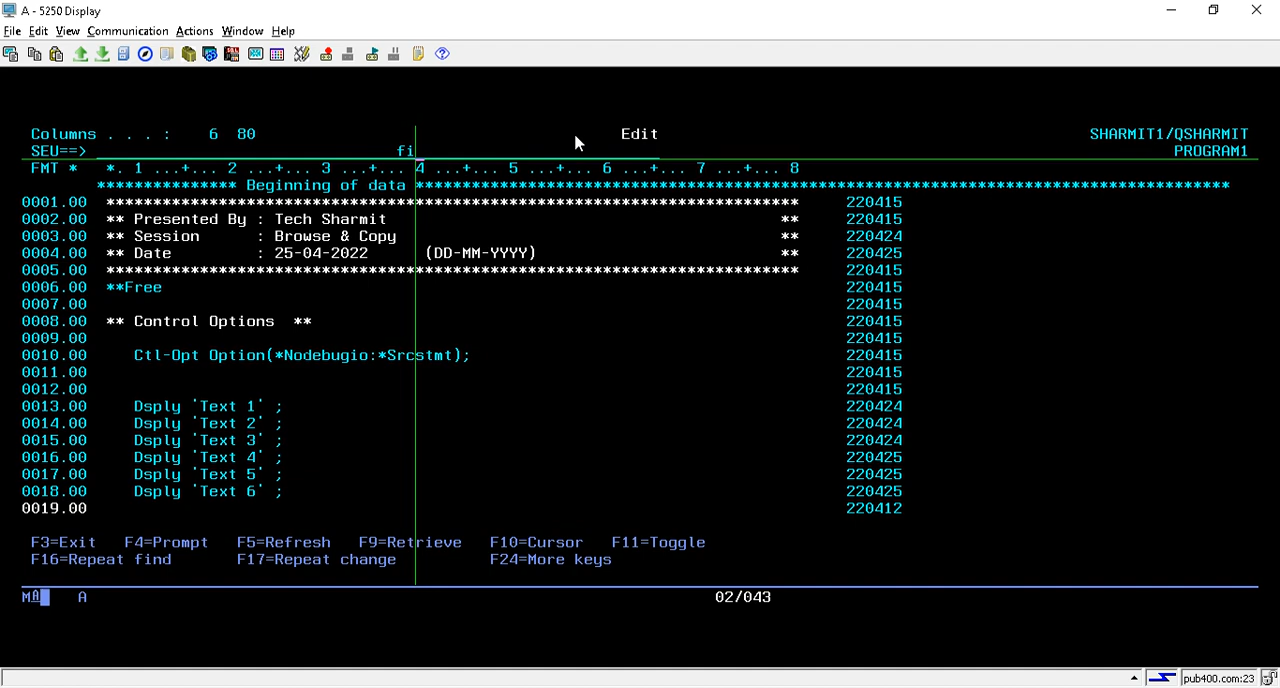 A - 5250 Display
File Edit View Communication Actions Window Help
Columns . . . :    6  80                                       Edit                                                SHARMIT1/QSHARMIT
SEU==>                                 fi                                                                                   PROGRAM1
FMT *   *. 1 ...+... 2 ...+... 3 ...+... 4 ...+... 5 ...+... 6 ...+... 7 ...+... 8
*************** Beginning of data ***************************************************************************************
0001.00  **************************************************************************         220415
0002.00  ** Presented By : Tech Sharmit                                          **         220415
0003.00  ** Session      : Browse & Copy                                         **         220424
0004.00  ** Date         : 25-04-2022      (DD-MM-YYYY)                          **         220425
0005.00  **************************************************************************         220415
0006.00  **Free         220415
0007.00         220415
0008.00  ** Control Options  **         220415
0009.00         220415
0010.00     Ctl-Opt Option(*Nodebugio:*Srcstmt);         220415
0011.00         220415
0012.00         220415
0013.00     Dsply 'Text 1' ;         220424
0014.00     Dsply 'Text 2' ;         220424
0015.00     Dsply 'Text 3' ;         220424
0016.00     Dsply 'Text 4' ;         220425
0017.00     Dsply 'Text 5' ;         220425
0018.00     Dsply 'Text 6' ;         220425
0019.00         220412
F3=Exit   F4=Prompt   F5=Refresh   F9=Retrieve   F10=Cursor   F11=Toggle
F16=Repeat find       F17=Repeat change          F24=More keys
MA    A    02/043
pub400.com:23